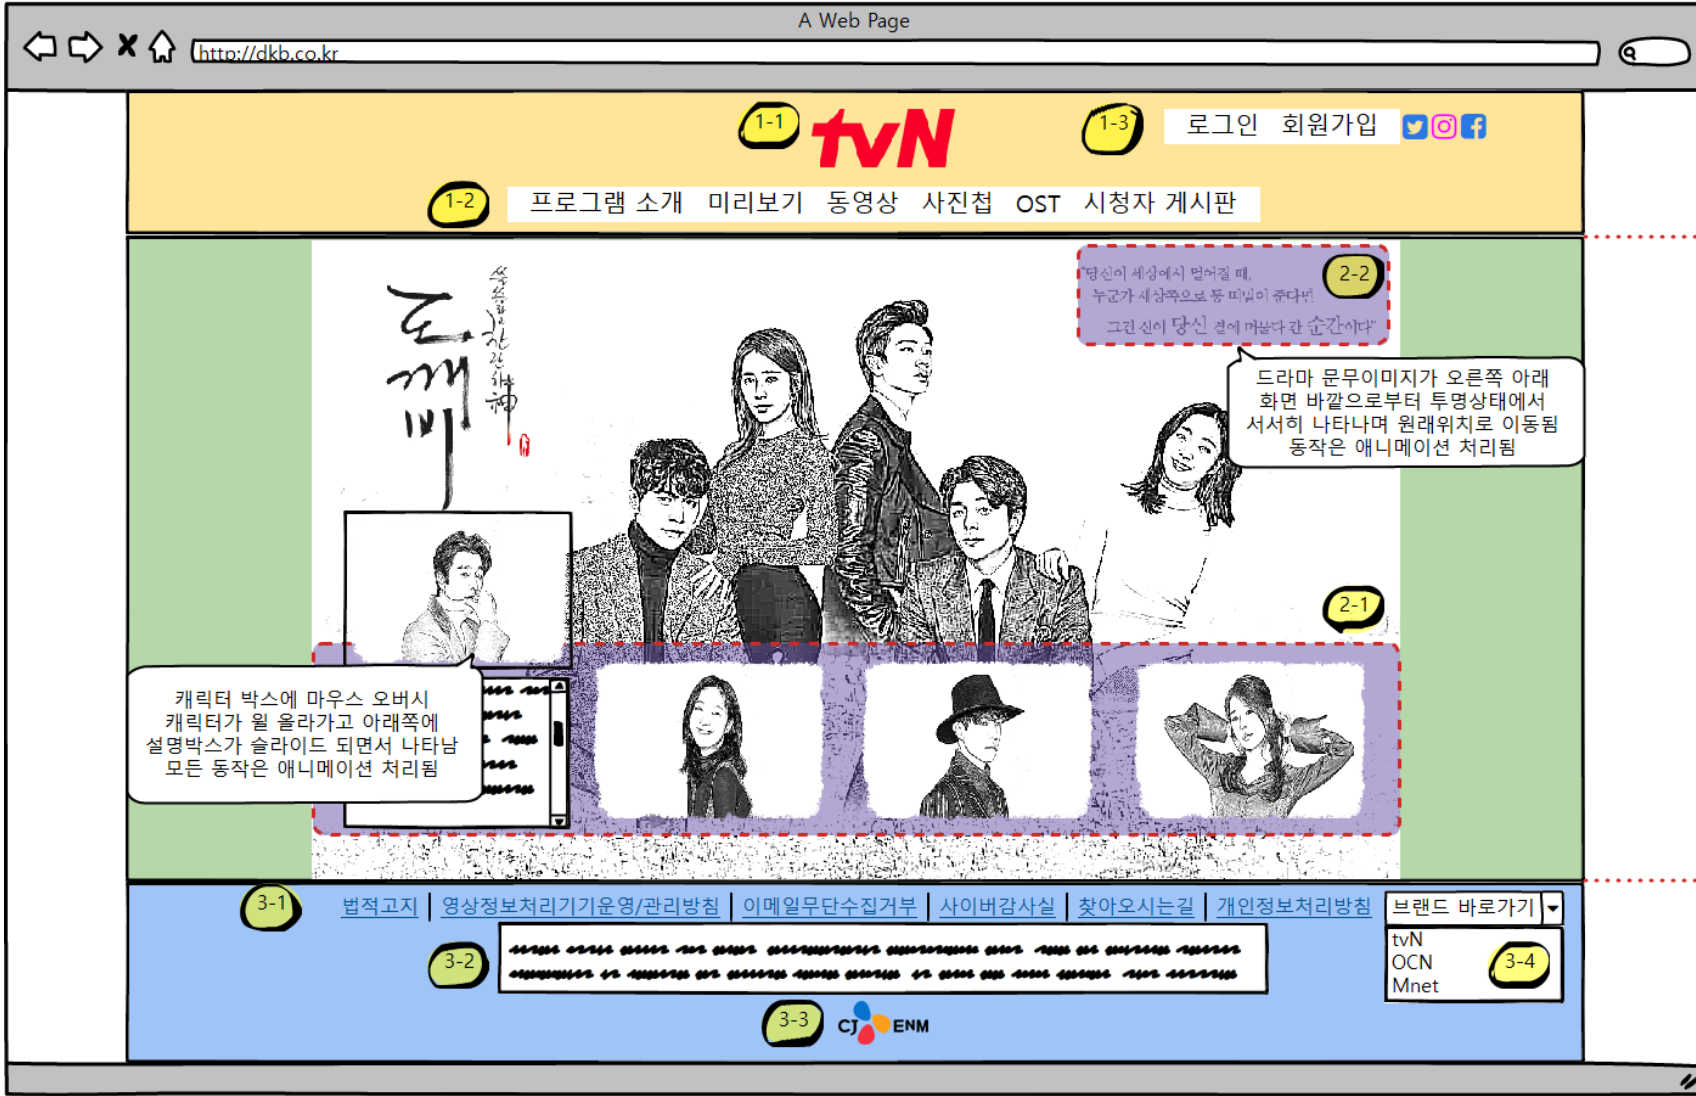 A Web Page
http://dkb.co.kr
1-1
tvN
1-3
로그인 회원가입
1-2
프로그램 소개 미리보기 동영상 사진첩 OST 시청자 게시판
도깨비
쓸쓸하고 찬란하神
"당신이 세상에서 멀어질 때,
누군가 세상쪽으로 등 떠밀어 준다면
그건 신이 당신 곁에 머물다 간 순간이다"
2-2
드라마 문무이미지가 오른쪽 아래
화면 바깥으로부터 투명상태에서
서서히 나타나며 원래위치로 이동됨
동작은 애니메이션 처리됨
2-1
캐릭터 박스에 마우스 오버시
캐릭터가 윌 올라가고 아래쪽에
설명박스가 슬라이드 되면서 나타남
모든 동작은 애니메이션 처리됨
3-1
법적고지 영상정보처리기기운영/관리방침 이메일무단수집거부 사이버감사실 찾아오시는길 개인정보처리방침
브랜드 바로가기
tvN
OCN
Mnet
3-4
3-2
3-3
CJ ENM